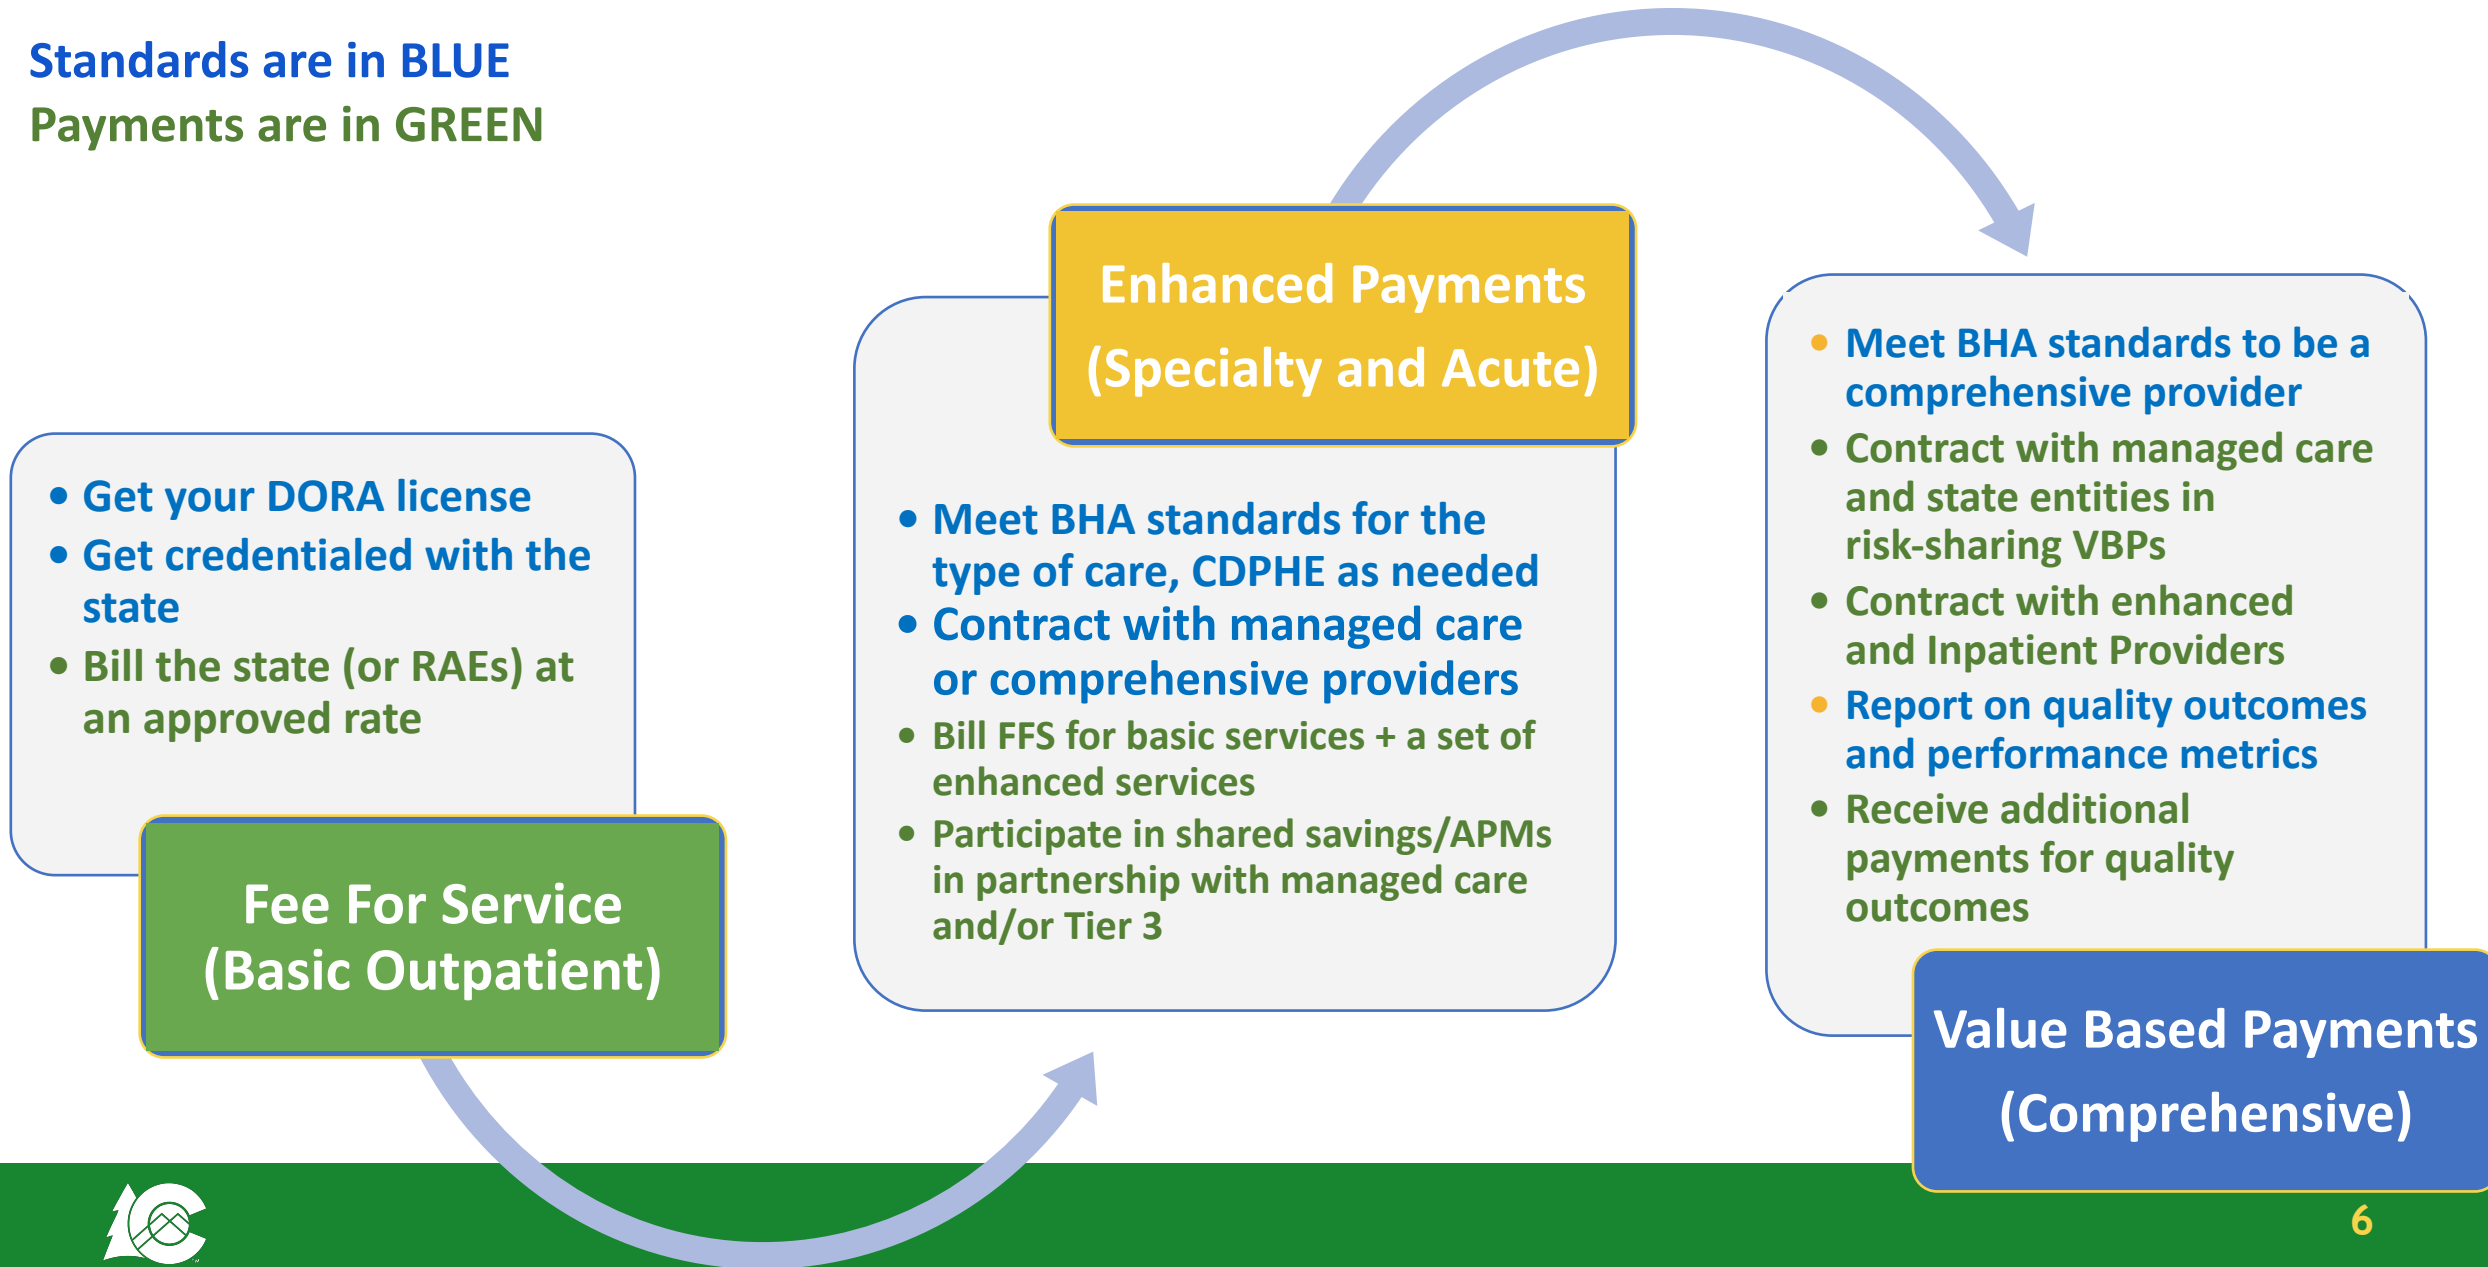 Standards are in BLUE
Payments are in GREEN
• Get your DORA license
• Get credentialed with the
state
• Bill the state (or RAEs) at
an approved rate
Fee For Service
(Basic Outpatient)
Enhanced Payments
(Specialty and Acute)
• Meet BHA standards for the
type of care, CDPHE as needed
• Contract with managed care
or comprehensive providers
• Bill FFS for basic services + a set of
enhanced services
• Participate in shared savings/APMs
in partnership with managed care
and/or Tier 3
• Meet BHA standards to be a
comprehensive provider
• Contract with managed care
and state entities in
risk-sharing VBPs
• Contract with enhanced
and Inpatient Providers
• Report on quality outcomes
and performance metrics
• Receive additional
payments for quality
outcomes
Value Based Payments
(Comprehensive)
6